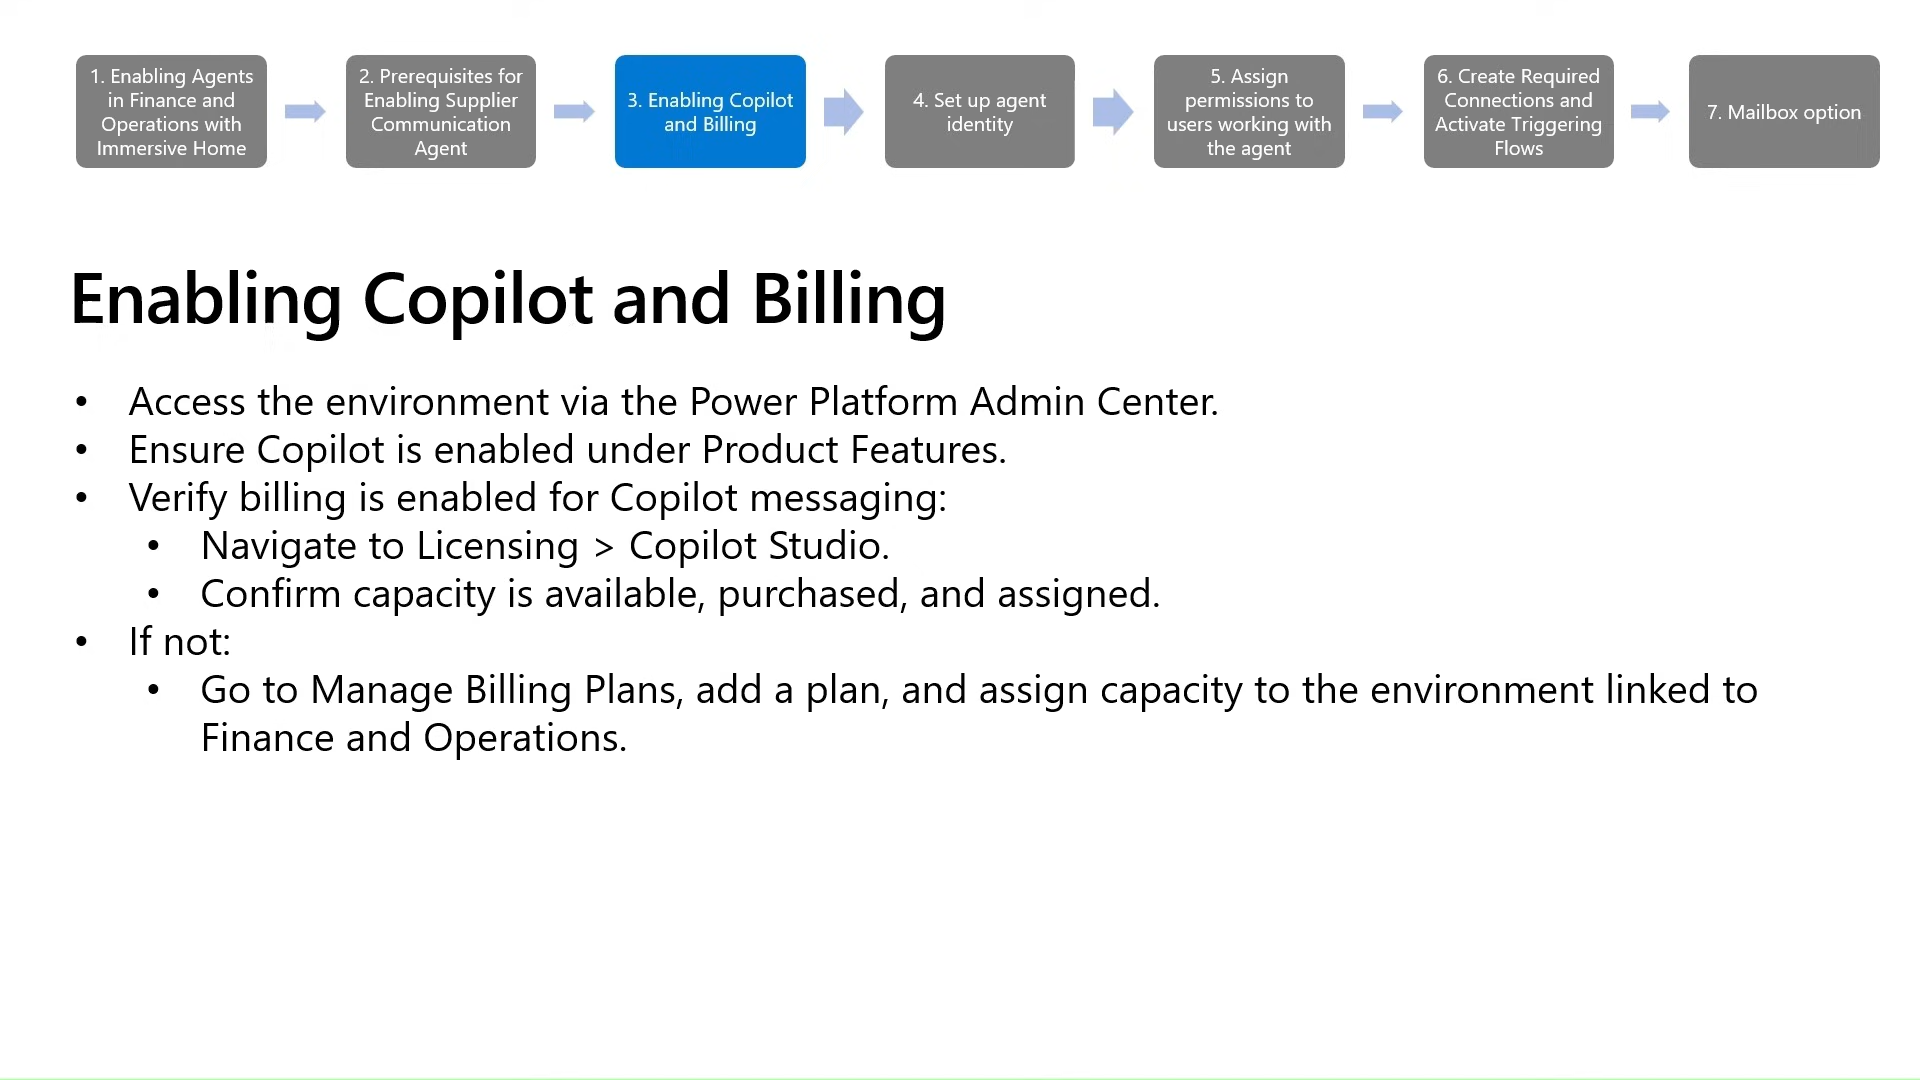 1. Enabling Agents
in Finance and
Operations with
Immersive Home
2. Prerequisites for
Enabling Supplier
Communication
Agent
3. Enabling Copilot
and Billing
4. Set up agent
identity
5. Assign
permissions to
users working with
the agent
6. Create Required
Connections and
Activate Triggering
Flows
7. Mailbox option
Enabling Copilot and Billing
• Access the environment via the Power Platform Admin Center.
• Ensure Copilot is enabled under Product Features.
• Verify billing is enabled for Copilot messaging:
• Navigate to Licensing > Copilot Studio.
• Confirm capacity is available, purchased, and assigned.
• If not:
• Go to Manage Billing Plans, add a plan, and assign capacity to the environment linked to
Finance and Operations.